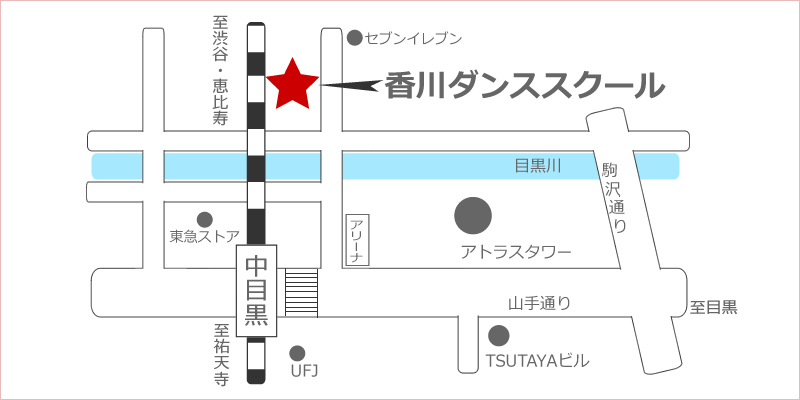 至渋谷・恵比寿
セブンイレブン
香川ダンススクール
目黒川
駒沢通り
東急ストア
アリーナ
アトラスタワー
中目黒
山手通り
至目黒
至祐天寺
UFJ
TSUTAYAビル